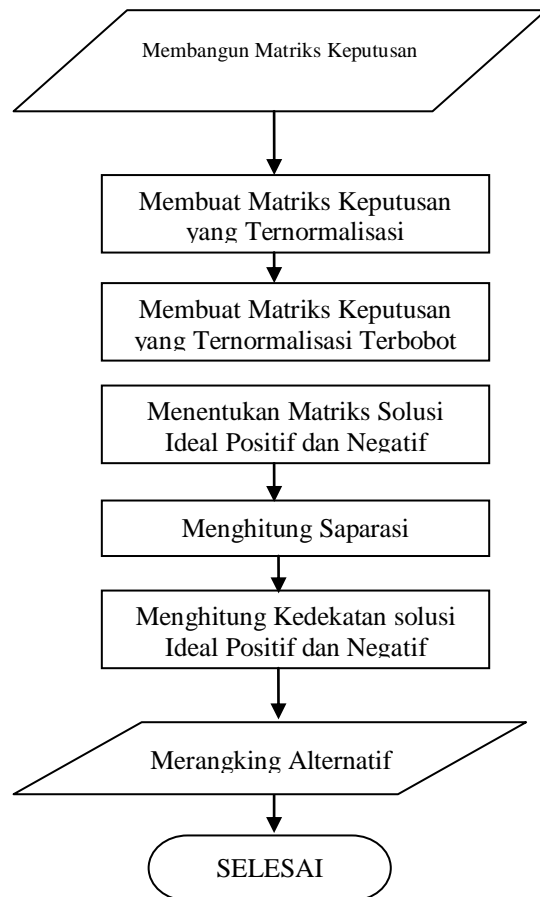 Membangun Matriks Keputusan
Membuat Matriks Keputusan
yang Ternormalisasi
Membuat Matriks Keputusan
yang Ternormalisasi Terbobot
Menentukan Matriks Solusi
Ideal Positif dan Negatif
Menghitung Saparasi
Menghitung Kedekatan solusi
Ideal Positif dan Negatif
Merangking Alternatif
SELESAI